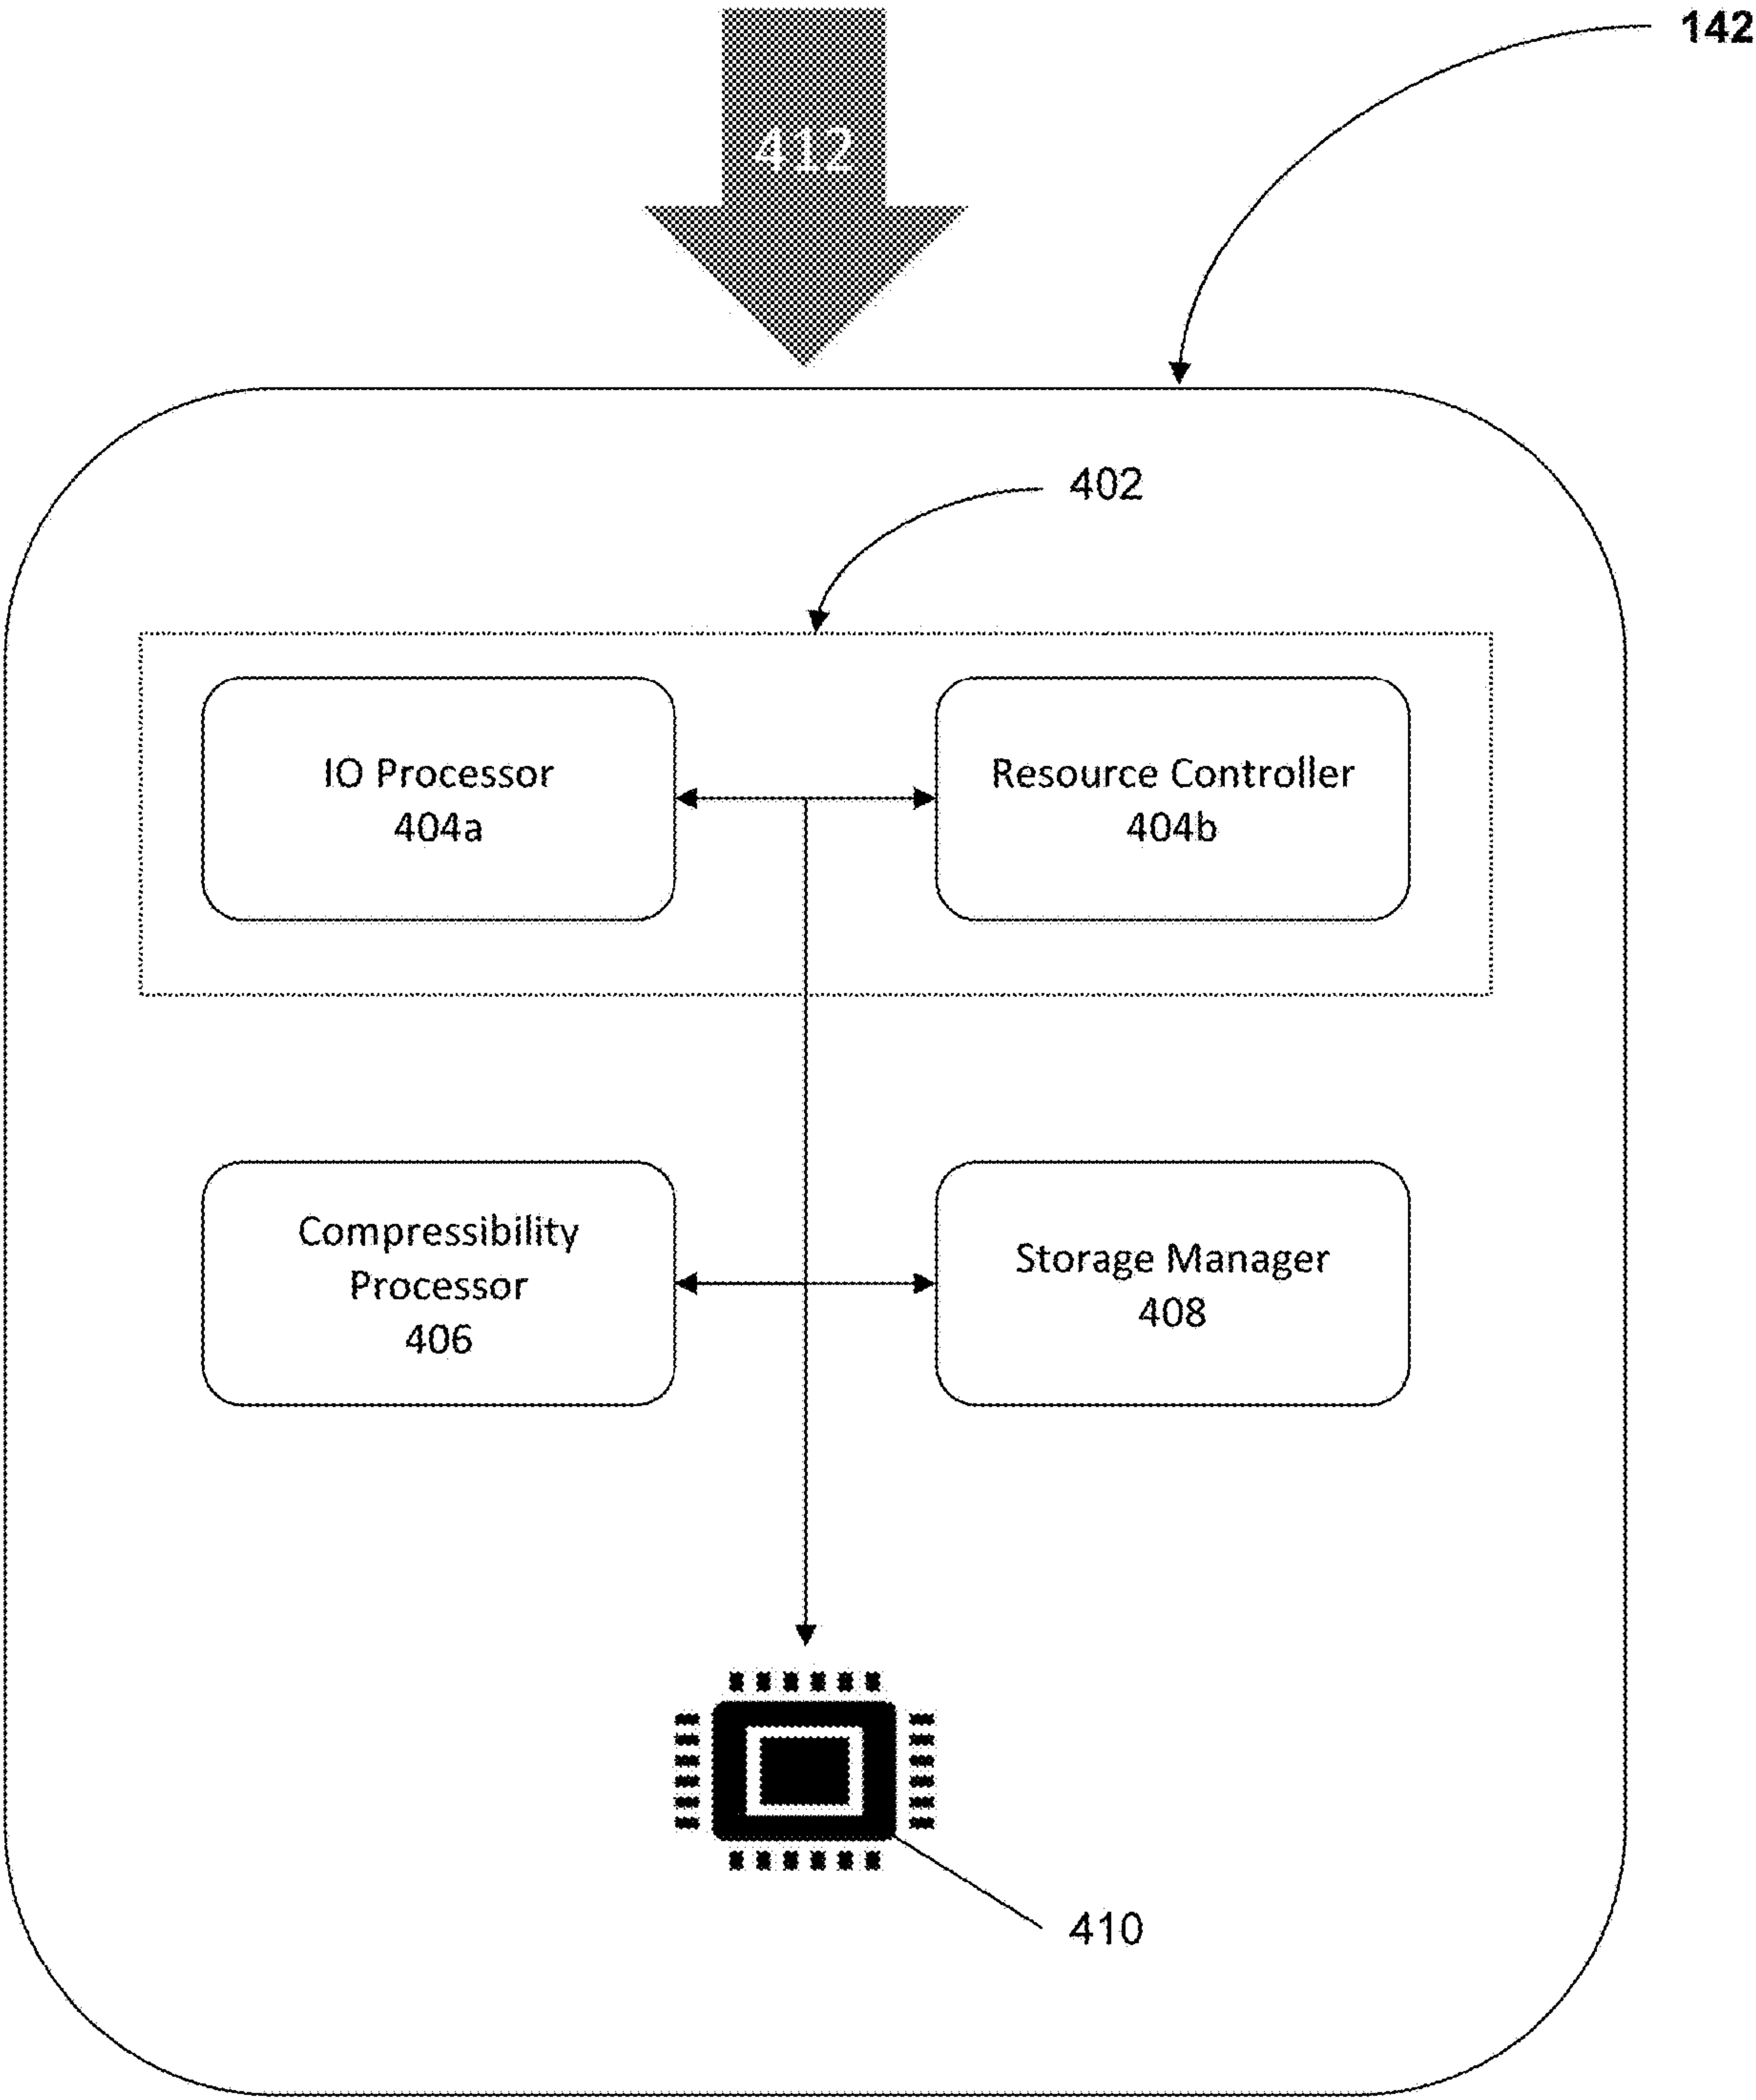 142
412
402
IO Processor
404a
Resource Controller
404b
Compressibility
Processor
406
Storage Manager
408
410